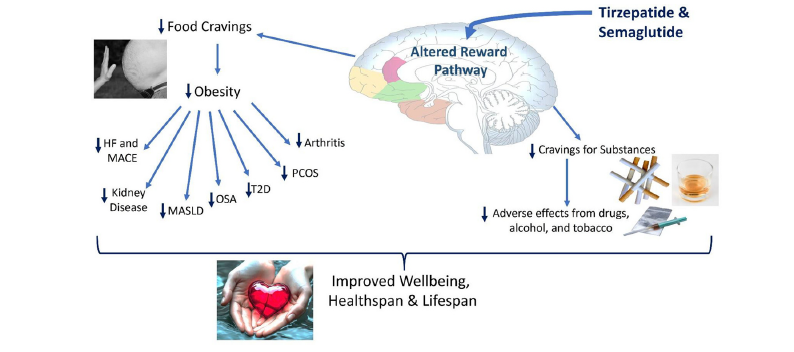 Tirzepatide &
Semaglutide
↓ Food Cravings
Altered Reward
Pathway
↓ Obesity
↓ HF and
MACE
↓ Kidney
Disease
↓ MASLD
↓ OSA
↓ T2D
↓ PCOS
↓ Arthritis
↓ Cravings for Substances
↓ Adverse effects from drugs,
alcohol, and tobacco
Improved Wellbeing,
Healthspan & Lifespan